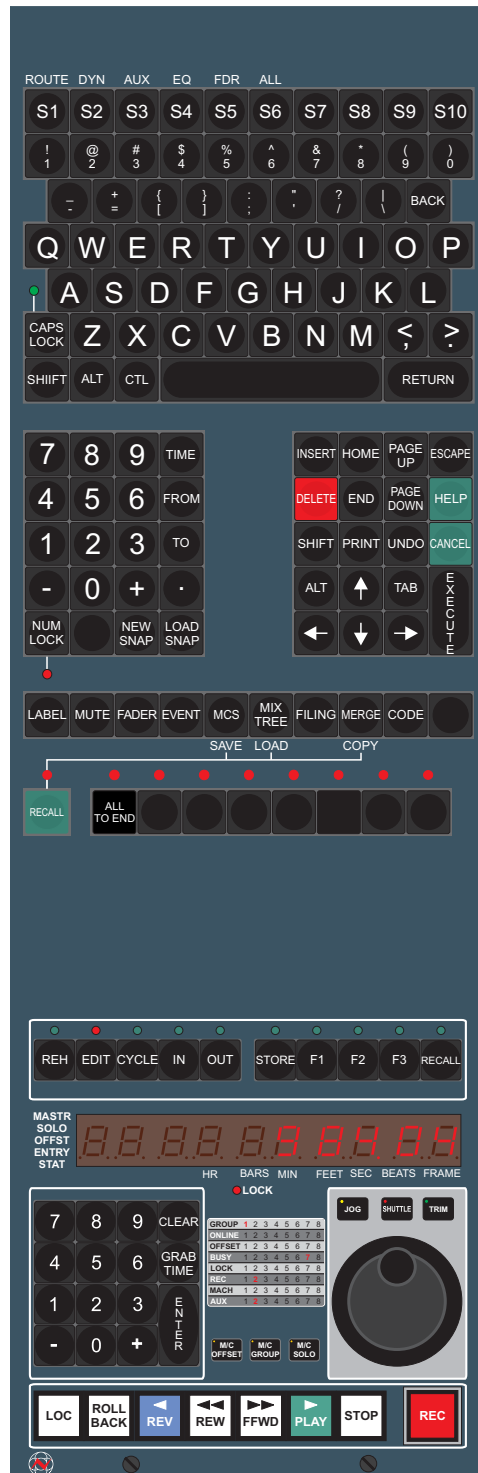 ROUTE DYN AUX EQ FDR ALL
S1 S2 S3 S4 S5 S6 S7 S8 S9 S10
! @ # $ % ^ & * ( )
1 2 3 4 5 6 7 8 9 0
_ + { } : " ? |
- = [ ] ; ' / \ BACK
Q W E R T Y U I O P
A S D F G H J K L
CAPS LOCK Z X C V B N M < , > .
SHIIFT ALT CTL RETURN
7 8 9 TIME
4 5 6 FROM
1 2 3 TO
- 0 + .
NUM LOCK NEW SNAP LOAD SNAP
INSERT HOME PAGE UP ESCAPE
DELETE END PAGE DOWN HELP
SHIFT PRINT UNDO CANCEL
ALT TAB EXECUTE
LABEL MUTE FADER EVENT MCS MIX TREE FILING MERGE CODE
SAVE LOAD COPY
RECALL ALL TO END
REH EDIT CYCLE IN OUT STORE F1 F2 F3 RECALL
MASTR
SOLO
OFFST
ENTRY
STAT
HR BARS MIN FEET SEC BEATS FRAME
LOCK
7 8 9 CLEAR
4 5 6 GRAB TIME
1 2 3 ENTER
- 0 +
GROUP 1 2 3 4 5 6 7 8
ONLINE 1 2 3 4 5 6 7 8
OFFSET 1 2 3 4 5 6 7 8
BUSY 1 2 3 4 5 6 7 8
LOCK 1 2 3 4 5 6 7 8
REC 1 2 3 4 5 6 7 8
MACH 1 2 3 4 5 6 7 8
AUX 1 2 3 4 5 6 7 8
M/C OFFSET M/C GROUP M/C SOLO
JOG SHUTTLE TRIM
LOC ROLL BACK REV REW FFWD PLAY STOP REC